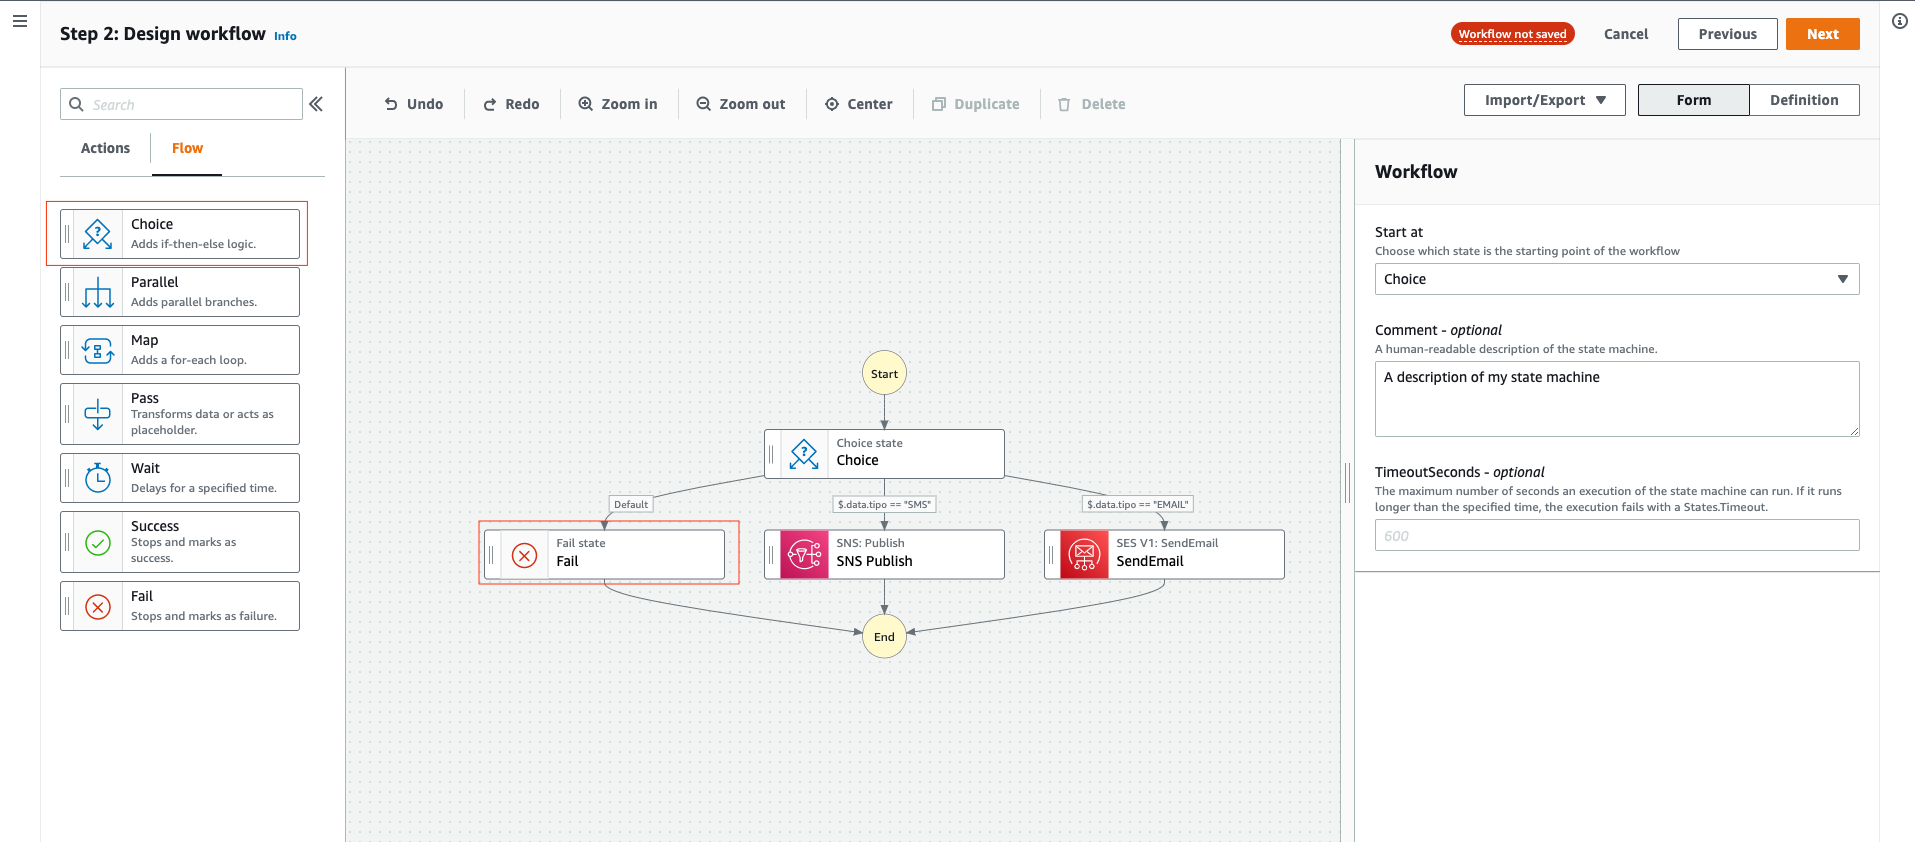 Step 2: Design workflow Info
Workflow not saved
Cancel
Previous
Next
Search
Actions
Flow
Choice
Adds if-then-else logic.
Parallel
Adds parallel branches.
Map
Adds a for-each loop.
Pass
Transforms data or acts as
placeholder.
Wait
Delays for a specified time.
Success
Stops and marks as
success.
Fail
Stops and marks as failure.
Undo
Redo
Zoom in
Zoom out
Center
Duplicate
Delete
Import/Export
Form
Definition
Start
Choice state
Choice
Default
$.data.tipo == "SMS"
$.data.tipo == "EMAIL"
Fail state
Fail
SNS: Publish
SNS Publish
SES V1: SendEmail
SendEmail
End
Workflow
Start at
Choose which state is the starting point of the workflow
Choice
Comment - optional
A human-readable description of the state machine.
A description of my state machine
TimeoutSeconds - optional
The maximum number of seconds an execution of the state machine can run. If it runs
longer than the specified time, the execution fails with a States.Timeout.
600